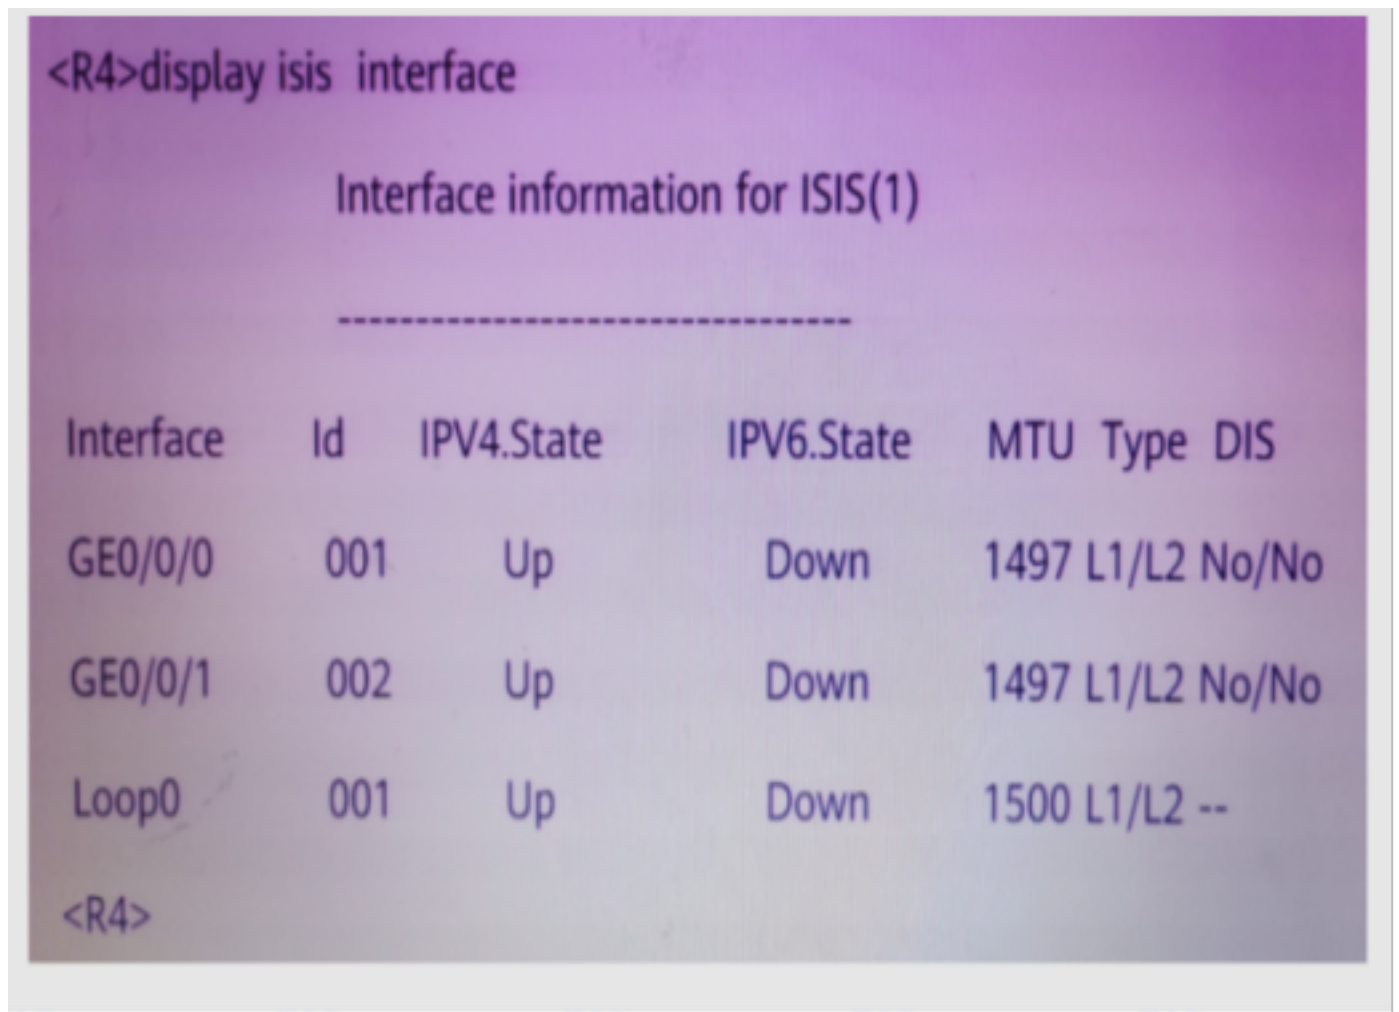 <R4>display isis interface
Interface information for ISIS(1)
---------------------------------
Interface Id IPV4.State IPV6.State MTU Type DIS
GE0/0/0 001 Up Down 1497 L1/L2 No/No
GE0/0/1 002 Up Down 1497 L1/L2 No/No
Loop0 001 Up Down 1500 L1/L2 --
<R4>